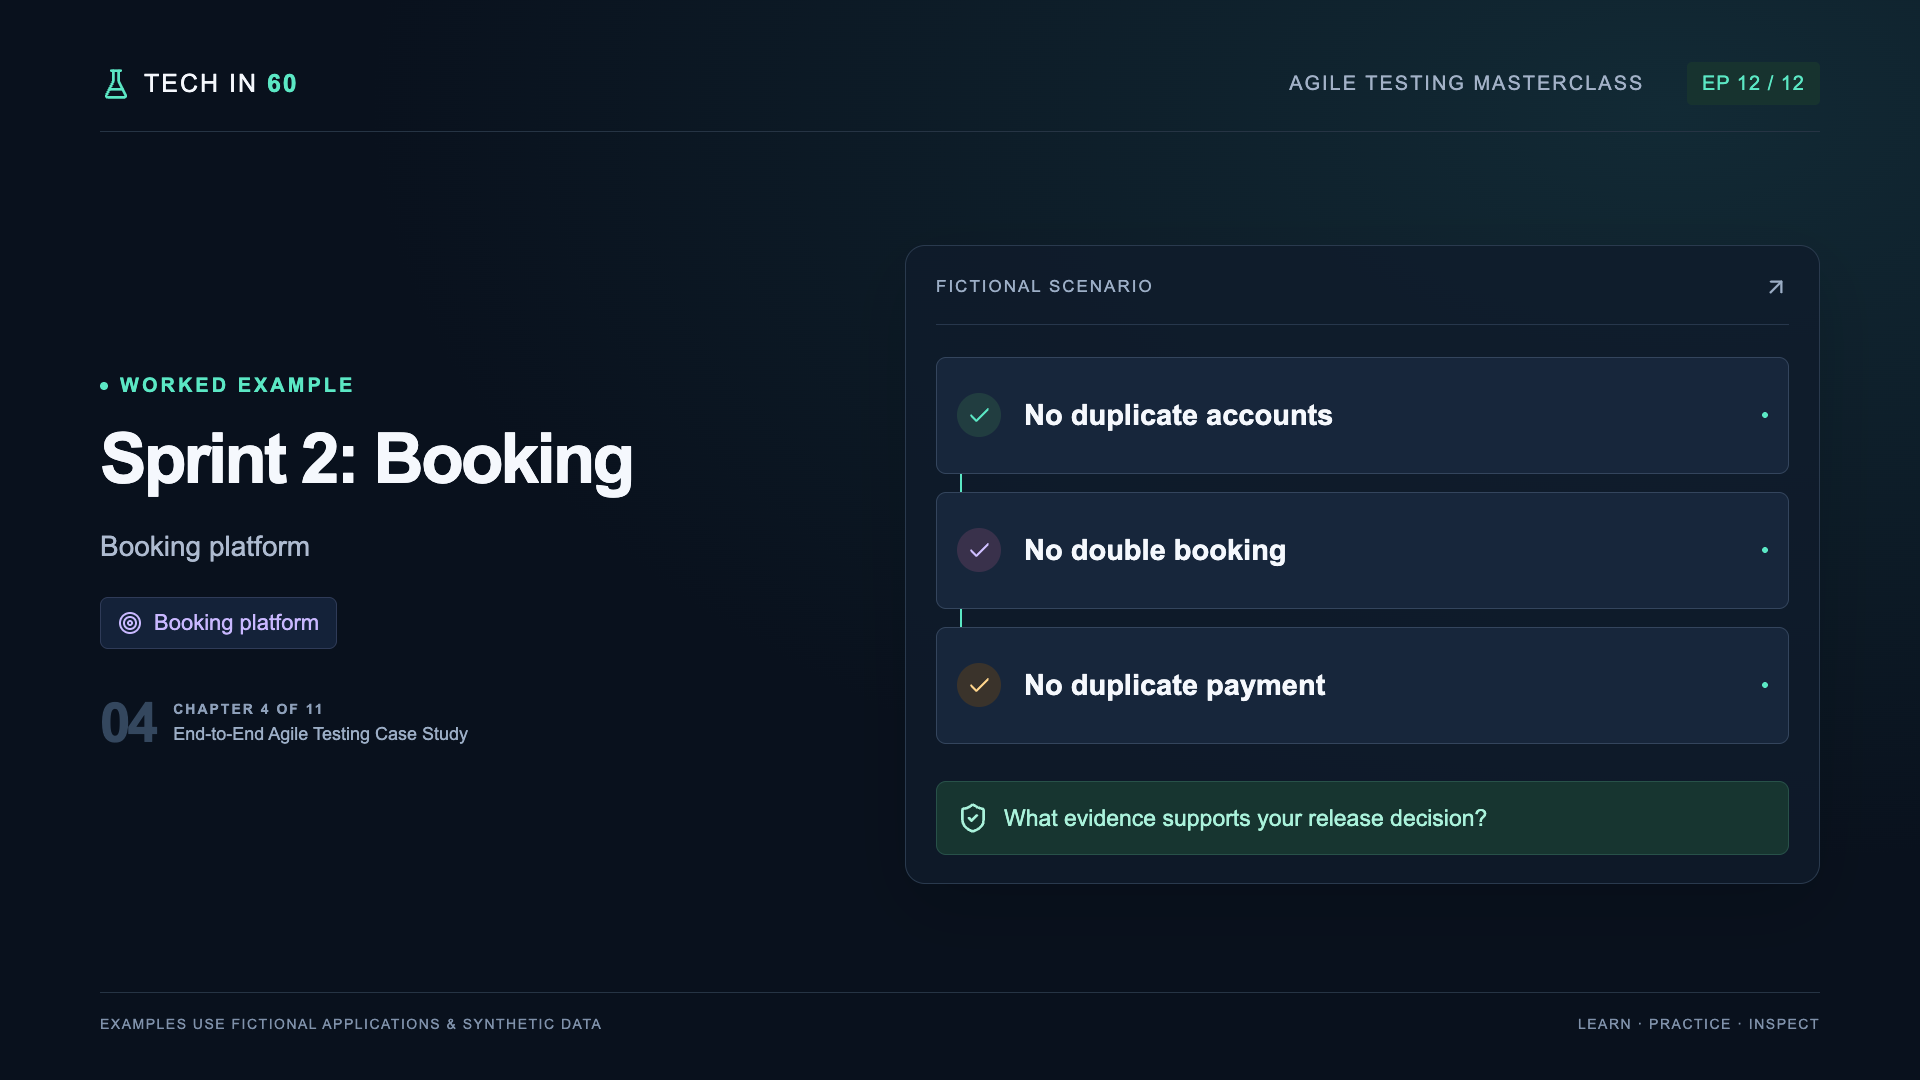 TECH IN 60
AGILE TESTING MASTERCLASS
EP 12 / 12
WORKED EXAMPLE
Sprint 2: Booking
Booking platform
Booking platform
04
CHAPTER 4 OF 11
End-to-End Agile Testing Case Study
FICTIONAL SCENARIO
No duplicate accounts
No double booking
No duplicate payment
What evidence supports your release decision?
EXAMPLES USE FICTIONAL APPLICATIONS & SYNTHETIC DATA
LEARN · PRACTICE · INSPECT